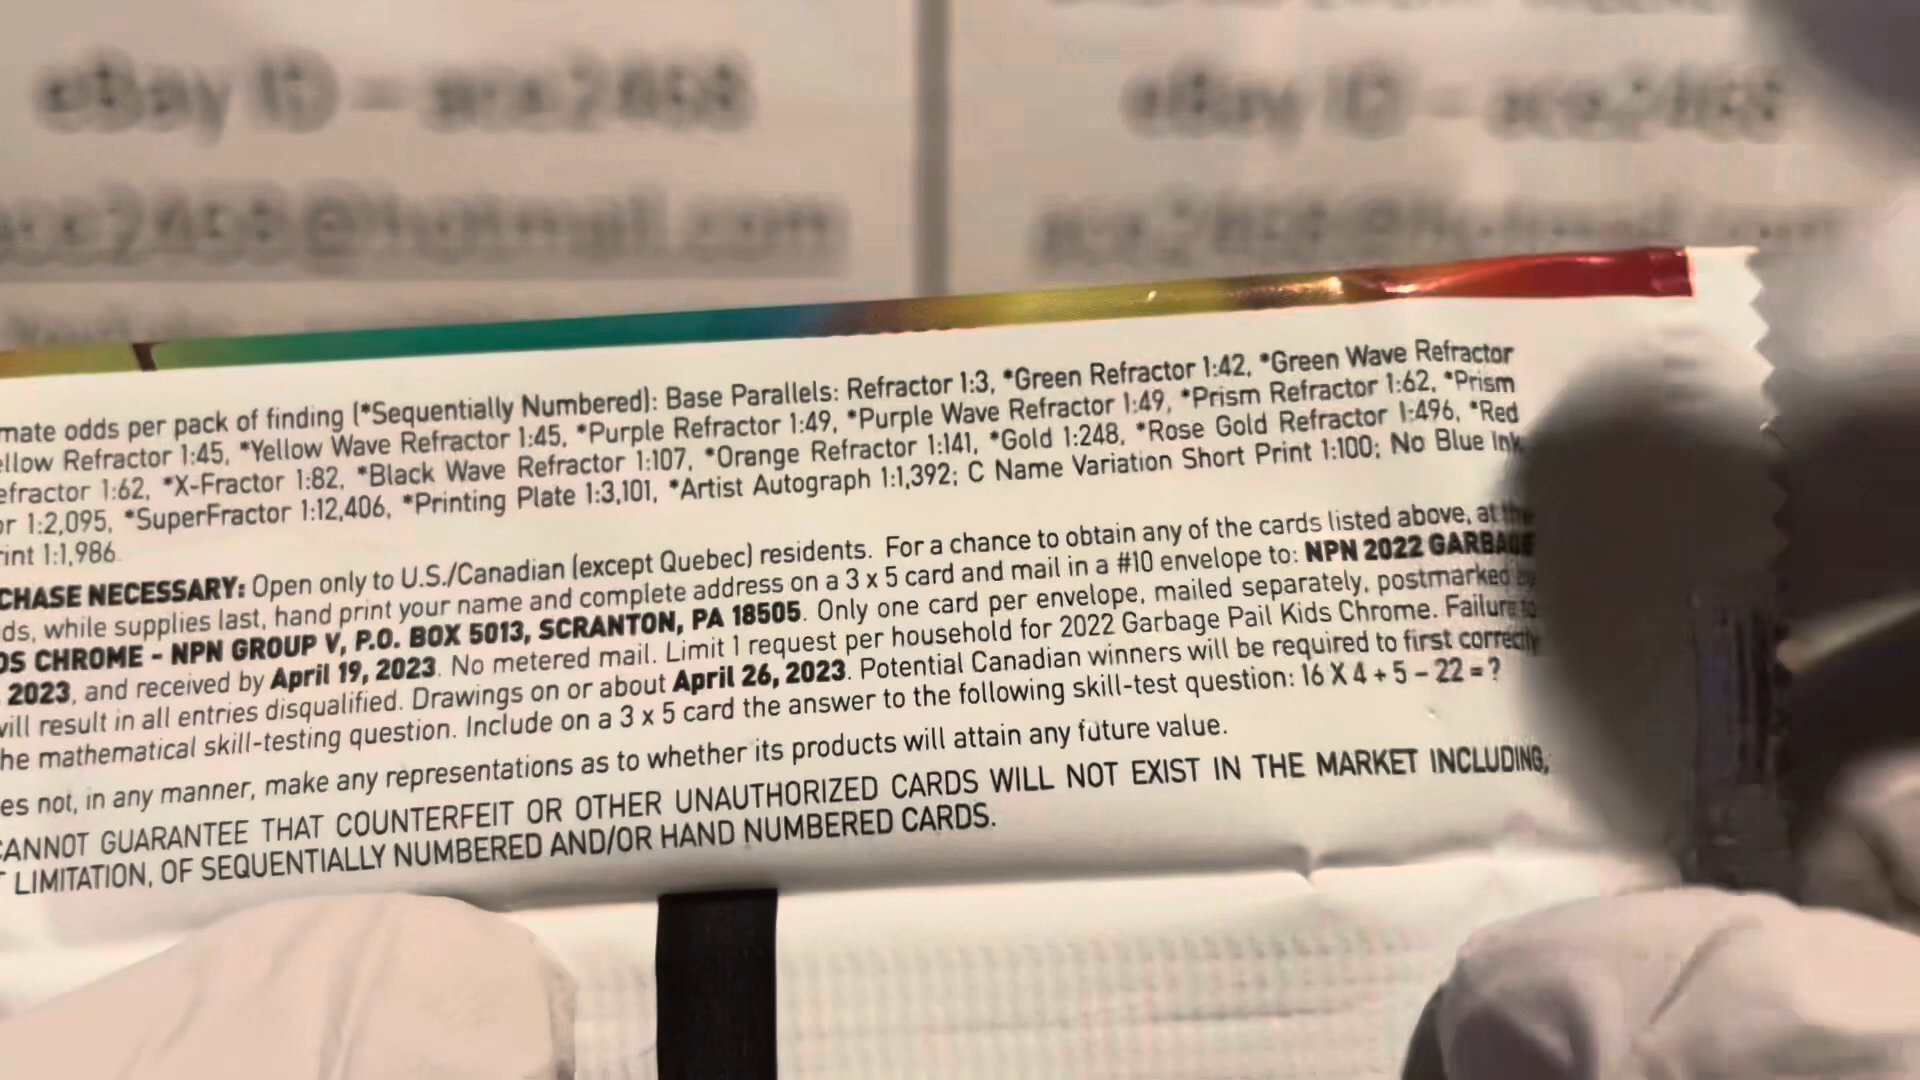 eBay ID - ace2468
eBay ID - ace2468
ace2468@hotmail.com
ace2468@hotmail.com
mate odds per pack of finding (*Sequentially Numbered): Base Parallels: Refractor 1:3, *Green Refractor 1:42, *Green Wave Refractor
ellow Refractor 1:45, *Yellow Wave Refractor 1:45, *Purple Refractor 1:49, *Purple Wave Refractor 1:49, *Prism Refractor 1:62, *Prism
efractor 1:62, *X-Fractor 1:82, *Black Wave Refractor 1:107, *Orange Refractor 1:141, *Gold 1:248, *Rose Gold Refractor 1:496, *Red
or 1:2,095, *SuperFractor 1:12,406, *Printing Plate 1:3,101, *Artist Autograph 1:1,392; C Name Variation Short Print 1:100; No Blue Ink
rint 1:1,986.
CHASE NECESSARY: Open only to U.S./Canadian (except Quebec) residents. For a chance to obtain any of the cards listed above, at the
ds, while supplies last, hand print your name and complete address on a 3 x 5 card and mail in a #10 envelope to: NPN 2022 GARBAGE
DS CHROME - NPN GROUP V, P.O. BOX 5013, SCRANTON, PA 18505. Only one card per envelope, mailed separately, postmarked by
, 2023, and received by April 19, 2023. No metered mail. Limit 1 request per household for 2022 Garbage Pail Kids Chrome. Failure to
will result in all entries disqualified. Drawings on or about April 26, 2023. Potential Canadian winners will be required to first correctly
he mathematical skill-testing question. Include on a 3 x 5 card the answer to the following skill-test question: 16 X 4 + 5 – 22 = ?
es not, in any manner, make any representations as to whether its products will attain any future value.
CANNOT GUARANTEE THAT COUNTERFEIT OR OTHER UNAUTHORIZED CARDS WILL NOT EXIST IN THE MARKET INCLUDING,
T LIMITATION, OF SEQUENTIALLY NUMBERED AND/OR HAND NUMBERED CARDS.